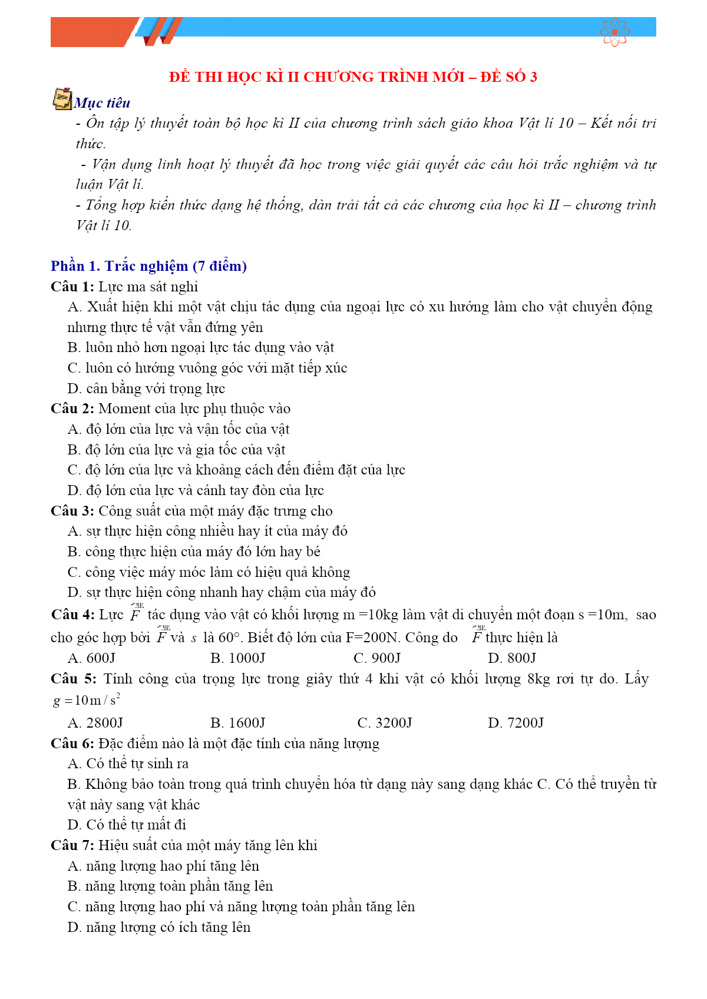 ĐỀ THI HỌC KÌ II CHƯƠNG TRÌNH MỚI – ĐỀ SỐ 3
Mục tiêu
- Ôn tập lý thuyết toàn bộ học kì II của chương trình sách giáo khoa Vật lí 10 – Kết nối tri
thức.
- Vận dụng linh hoạt lý thuyết đã học trong việc giải quyết các câu hỏi trắc nghiệm và tự
luận Vật lí.
- Tổng hợp kiến thức dạng hệ thống, dàn trải tất cả các chương của học kì II – chương trình
Vật lí 10.
Phần 1. Trắc nghiệm (7 điểm)
Câu 1: Lực ma sát nghỉ
A. Xuất hiện khi một vật chịu tác dụng của ngoại lực có xu hướng làm cho vật chuyển động
nhưng thực tế vật vẫn đứng yên
B. luôn nhỏ hơn ngoại lực tác dụng vào vật
C. luôn có hướng vuông góc với mặt tiếp xúc
D. cân bằng với trọng lực
Câu 2: Moment của lực phụ thuộc vào
A. độ lớn của lực và vận tốc của vật
B. độ lớn của lực và gia tốc của vật
C. độ lớn của lực và khoảng cách đến điểm đặt của lực
D. độ lớn của lực và cánh tay đòn của lực
Câu 3: Công suất của một máy đặc trưng cho
A. sự thực hiện công nhiều hay ít của máy đó
B. công thực hiện của máy đó lớn hay bé
C. công việc máy móc làm có hiệu quả không
D. sự thực hiện công nhanh hay chậm của máy đó
Câu 4: Lực F tác dụng vào vật có khối lượng m =10kg làm vật di chuyển một đoạn s =10m, sao
cho góc hợp bởi F và s là 60°. Biết độ lớn của F=200N. Công do F thực hiện là
A. 600J B. 1000J C. 900J D. 800J
Câu 5: Tính công của trọng lực trong giây thứ 4 khi vật có khối lượng 8kg rơi tự do. Lấy
g = 10 m / s²
A. 2800J B. 1600J C. 3200J D. 7200J
Câu 6: Đặc điểm nào là một đặc tính của năng lượng
A. Có thể tự sinh ra
B. Không bảo toàn trong quá trình chuyển hóa từ dạng này sang dạng khác C. Có thể truyền từ
vật này sang vật khác
D. Có thể tự mất đi
Câu 7: Hiệu suất của một máy tăng lên khi
A. năng lượng hao phí tăng lên
B. năng lượng toàn phần tăng lên
C. năng lượng hao phí và năng lượng toàn phần tăng lên
D. năng lượng có ích tăng lên